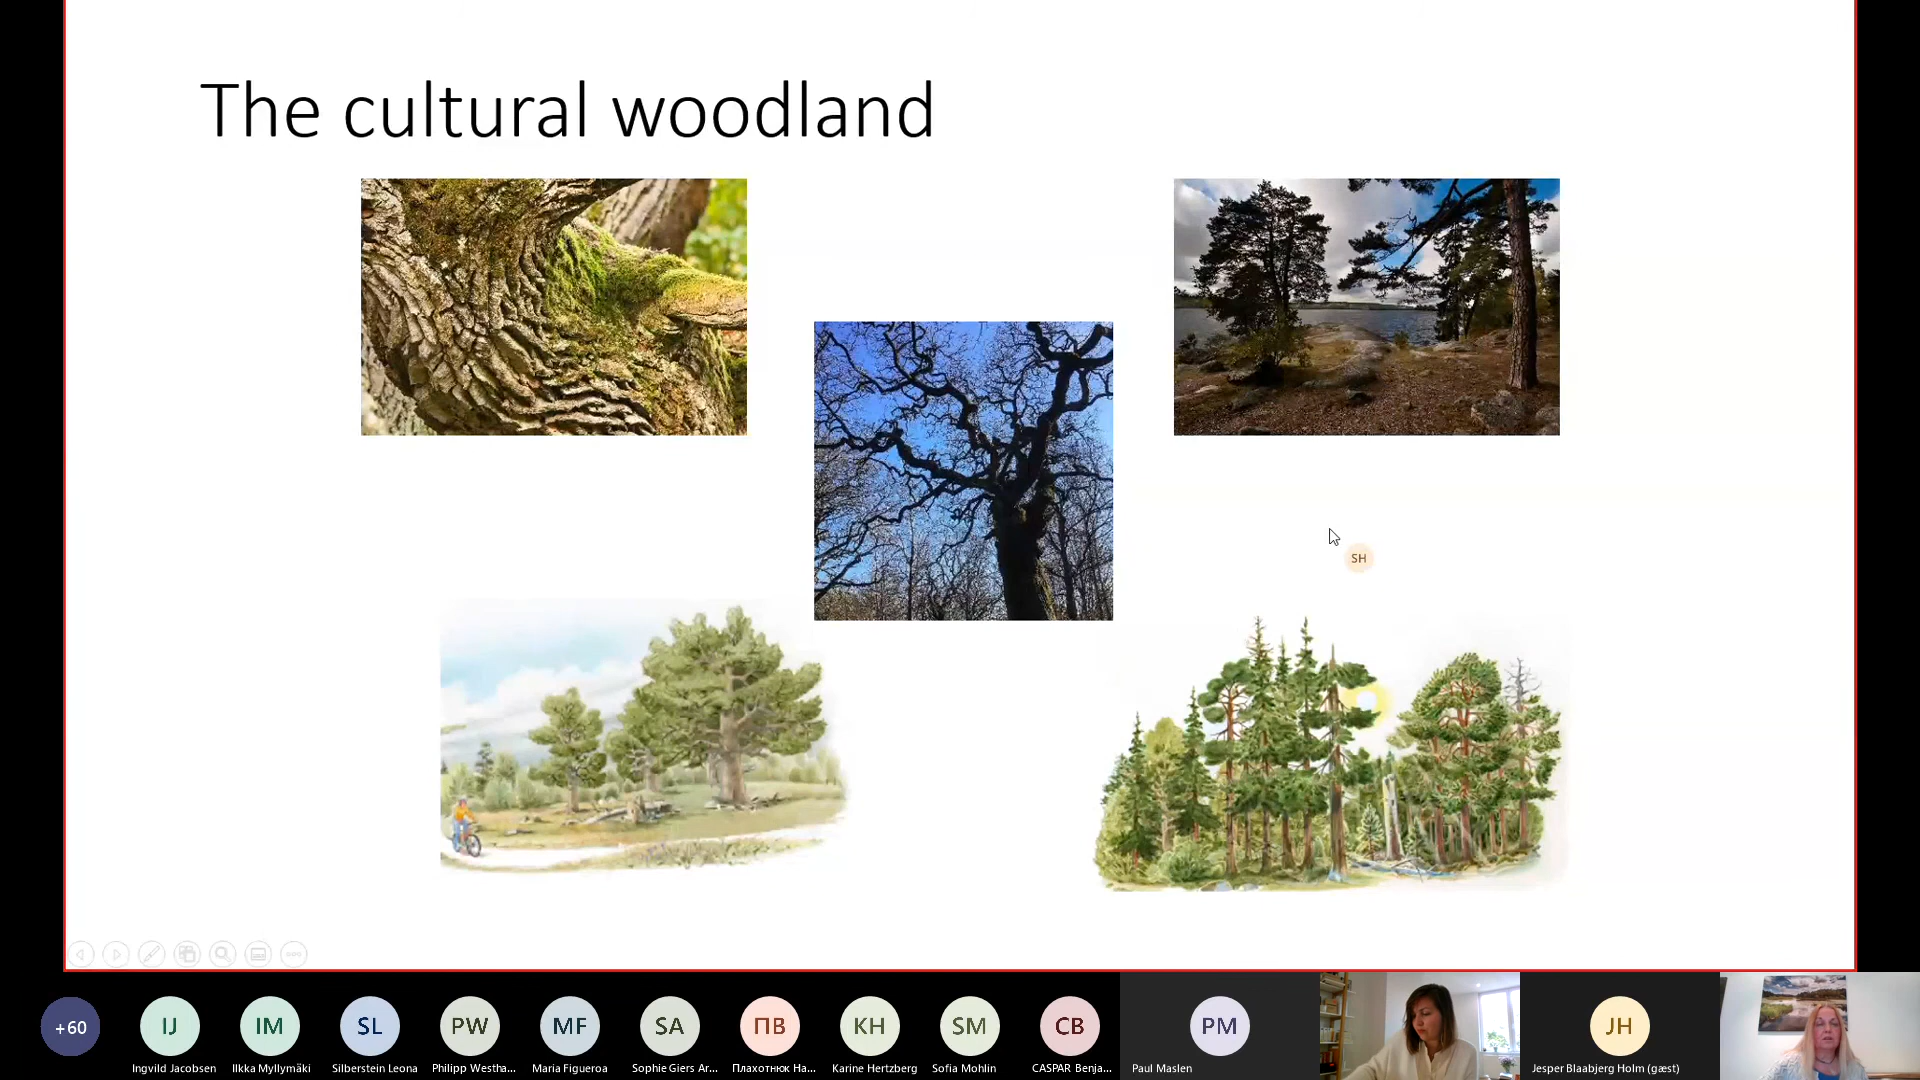 The cultural woodland
SH
+60
IJ
IM
SL
PW
MF
SA
ПВ
KH
SM
CB
PM
JH
Ingvild Jacobsen
Ilkka Myllymäki
Silberstein Leona
Philipp Westha...
Maria Figueroa
Sophie Giers Ar...
Плахотнюк На...
Karine Hertzberg
Sofia Mohlin
CASPAR Benja...
Paul Maslen
Jesper Blaabjerg Holm (gæst)